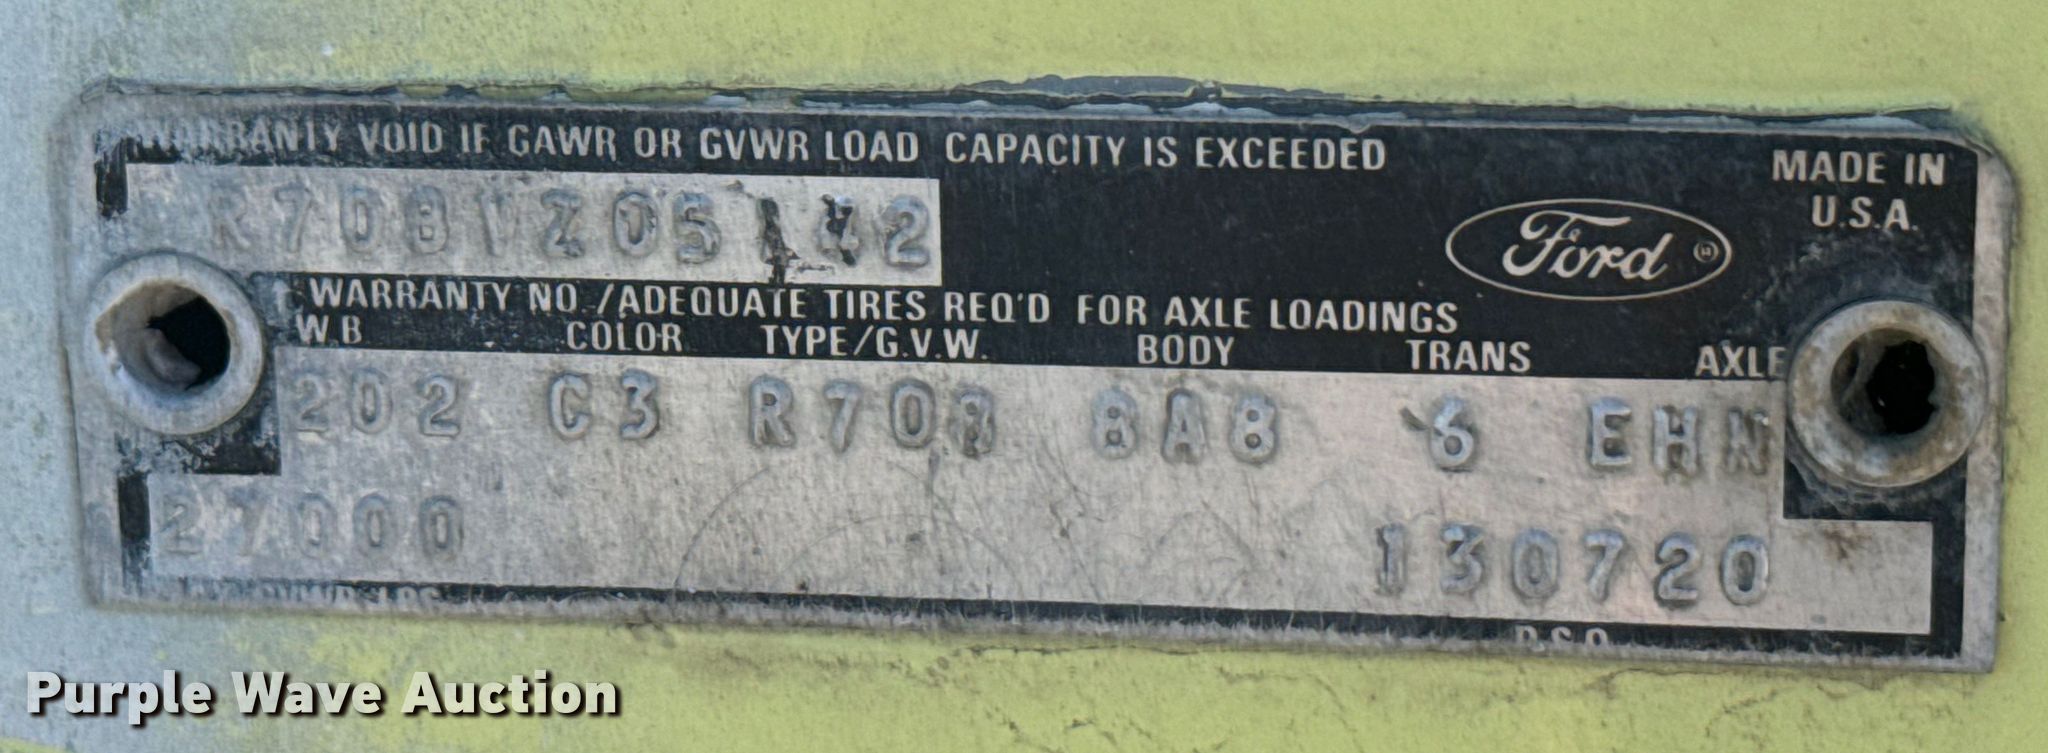 WARRANTY VOID IF GAWR OR GVWR LOAD CAPACITY IS EXCEEDED
MADE IN
U.S.A.
Ford
WARRANTY NO./ADEQUATE TIRES REQ'D FOR AXLE LOADINGS
W.B COLOR TYPE/G.V.W. BODY TRANS AXLE
202 C3 R708 8A8 6 EHN
27000 130720
Purple Wave Auction